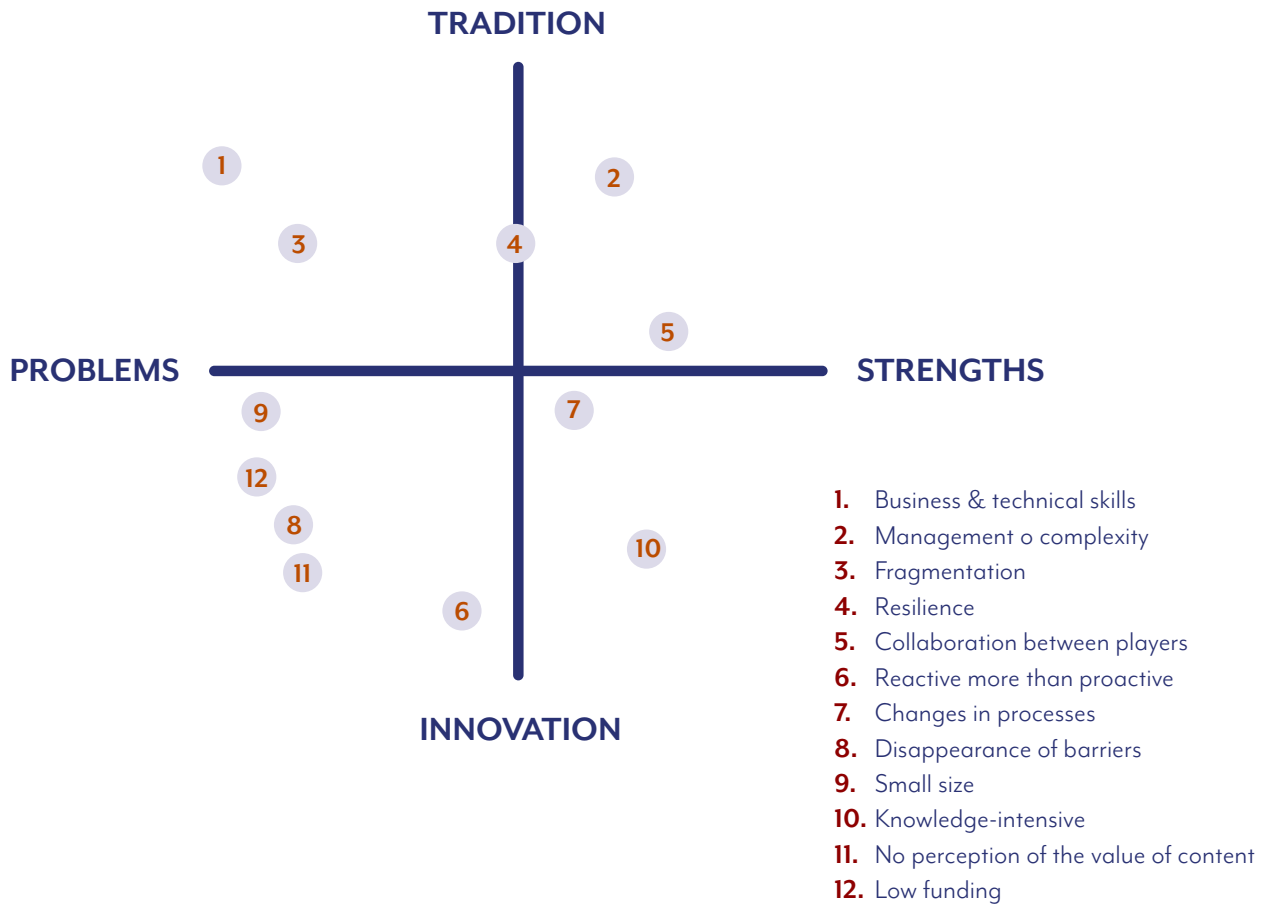 TRADITION
1
2
3
4
5
PROBLEMS
STRENGTHS
9
7
12
8
10
11
6
INNOVATION
1. Business & technical skills
2. Management o complexity
3. Fragmentation
4. Resilience
5. Collaboration between players
6. Reactive more than proactive
7. Changes in processes
8. Disappearance of barriers
9. Small size
10. Knowledge-intensive
11. No perception of the value of content
12. Low funding